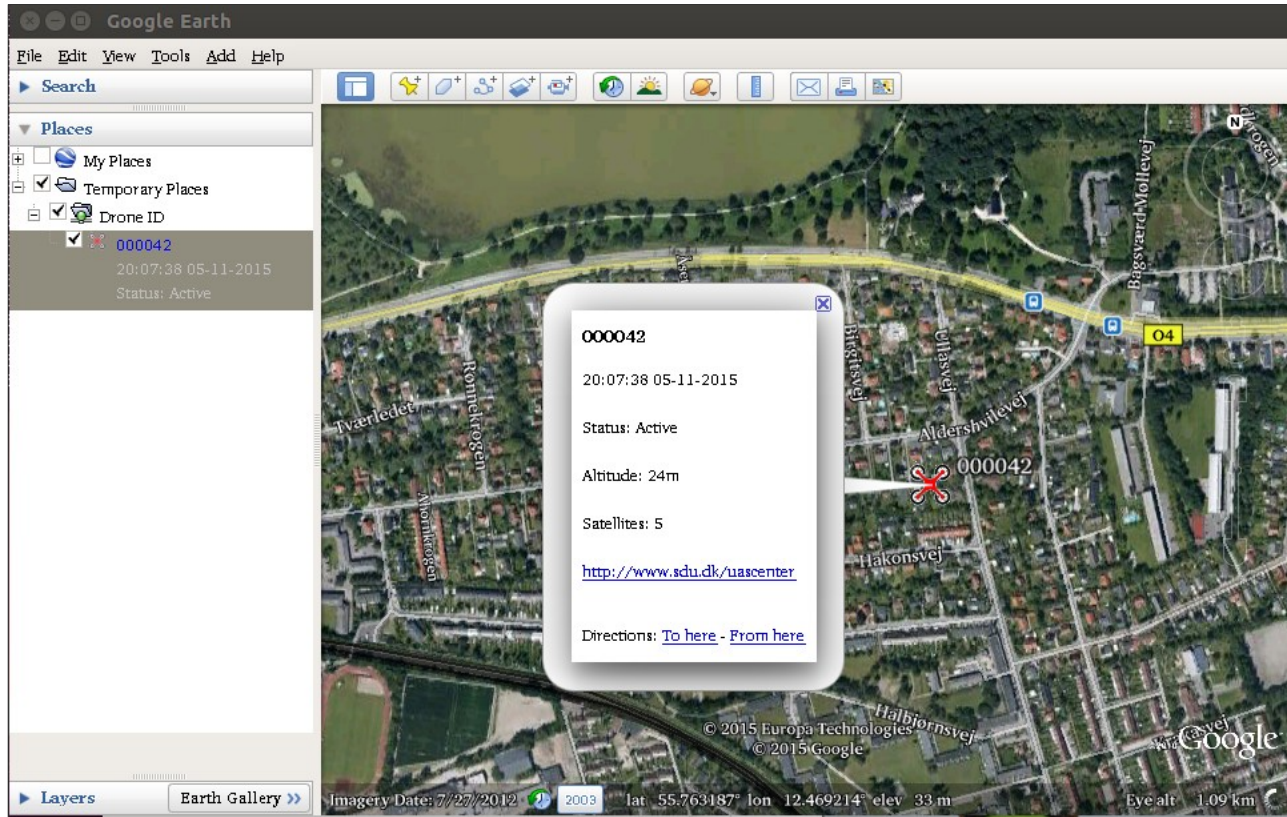 Google Earth
File Edit View Tools Add Help
Search
Places
My Places
Temporary Places
Drone ID
000042
20:07:38 05-11-2015
Status: Active
Layers
Earth Gallery >>
N
Bagsværd Møllevej
04
Birgitsvej
Ullasvej
Rønnekrogen
Tværledet
Aldershvilevej
000042
Ahornkrogen
Hakonsvej
000042
20:07:38 05-11-2015
Status: Active
Altitude: 24m
Satellites: 5
http://www.sdu.dk/uascenter
Directions: To here - From here
Halbjørnsvej
© 2015 Europa Technologies
© 2015 Google
Google
Imagery Date: 7/27/2012 2003 lat 55.763187° lon 12.469214° elev 33 m Eye alt 1.09 km